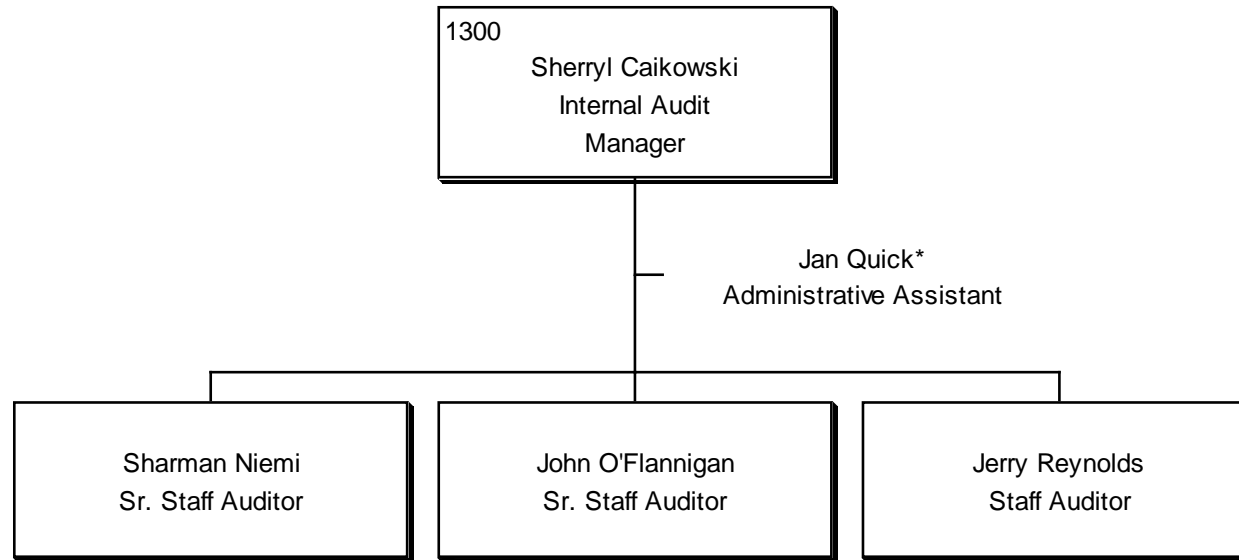 1300
Sherryl Caikowski
Internal Audit
Manager
Jan Quick*
Administrative Assistant
Sharman Niemi
Sr. Staff Auditor
John O'Flannigan
Sr. Staff Auditor
Jerry Reynolds
Staff Auditor